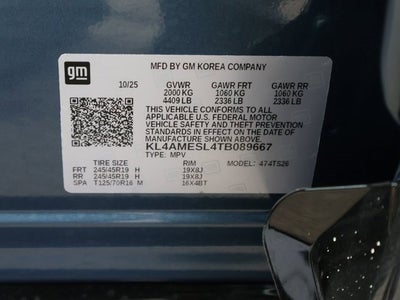 gm
MFD BY GM KOREA COMPANY
10/25 GVWR GAWR FRT GAWR RR
2000 KG 1060 KG 1060 KG
4409 LB 2336 LB 2336 LB
THIS VEHICLE CONFORMS TO ALL
APPLICABLE U.S. FEDERAL MOTOR
VEHICLE SAFETY, BUMPER, AND THEFT
PREVENTION STANDARDS IN
EFFECT ON THE DATE OF
MANUFACTURE SHOWN ABOVE.
KL4AMESL4TB089667
TYPE: MPV MODEL: 4TS26
TIRE SIZE RIM
FRT 245/45R19 H 19X8J
RR 245/45R19 H 19X8J
SPA T125/70R16 M 16X4BT